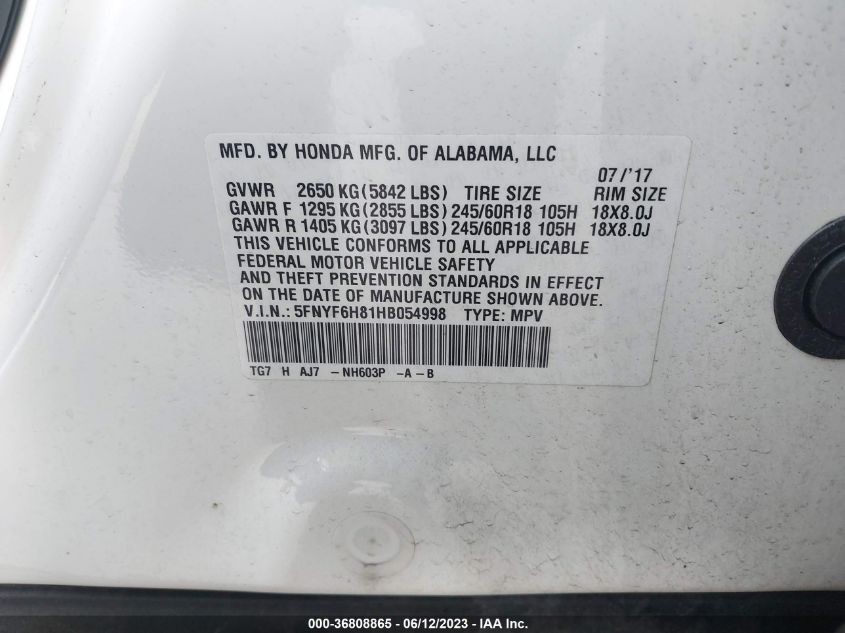 MFD. BY HONDA MFG. OF ALABAMA, LLC
07/'17
GVWR 2650 KG(5842 LBS) TIRE SIZE RIM SIZE
GAWR F 1295 KG(2855 LBS) 245/60R18 105H 18X8.0J
GAWR R 1405 KG(3097 LBS) 245/60R18 105H 18X8.0J
THIS VEHICLE CONFORMS TO ALL APPLICABLE
FEDERAL MOTOR VEHICLE SAFETY
AND THEFT PREVENTION STANDARDS IN EFFECT
ON THE DATE OF MANUFACTURE SHOWN ABOVE.
V.I.N.: 5FNYF6H81HB054998 TYPE: MPV
TG7 H AJ7 -NH603P -A-B
000-36808865 - 06/12/2023 - IAA Inc.